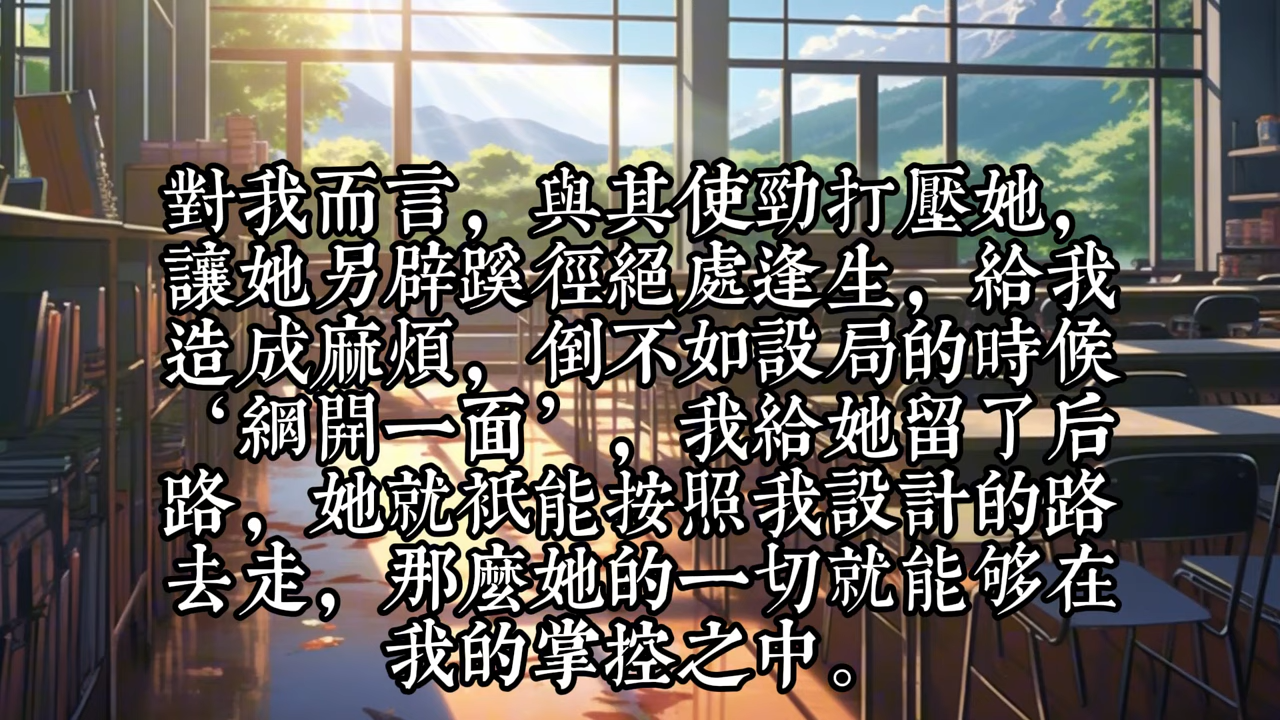 對我而言，與其使勁打壓她，
讓她另辟蹊徑絕處逢生，給我
造成麻煩，倒不如設局的時候
‘網開一面’，我給她留了后
路，她就祇能按照我設計的路
去走，那麼她的一切就能够在
我的掌控之中。